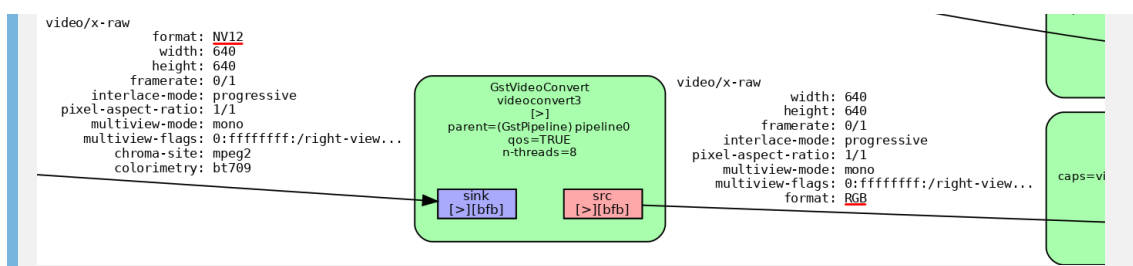 video/x-raw
format: NV12
width: 640
height: 640
framerate: 0/1
interlace-mode: progressive
pixel-aspect-ratio: 1/1
multiview-mode: mono
multiview-flags: 0:ffffffff:/right-view...
chroma-site: mpeg2
colorimetry: bt709
GstVideoConvert
videoconvert3
[>]
parent=(GstPipeline) pipeline0
qos=TRUE
n-threads=8
sink
[>][bfb]
src
[>][bfb]
video/x-raw
width: 640
height: 640
framerate: 0/1
interlace-mode: progressive
pixel-aspect-ratio: 1/1
multiview-mode: mono
multiview-flags: 0:ffffffff:/right-view...
format: RGB
caps=vi